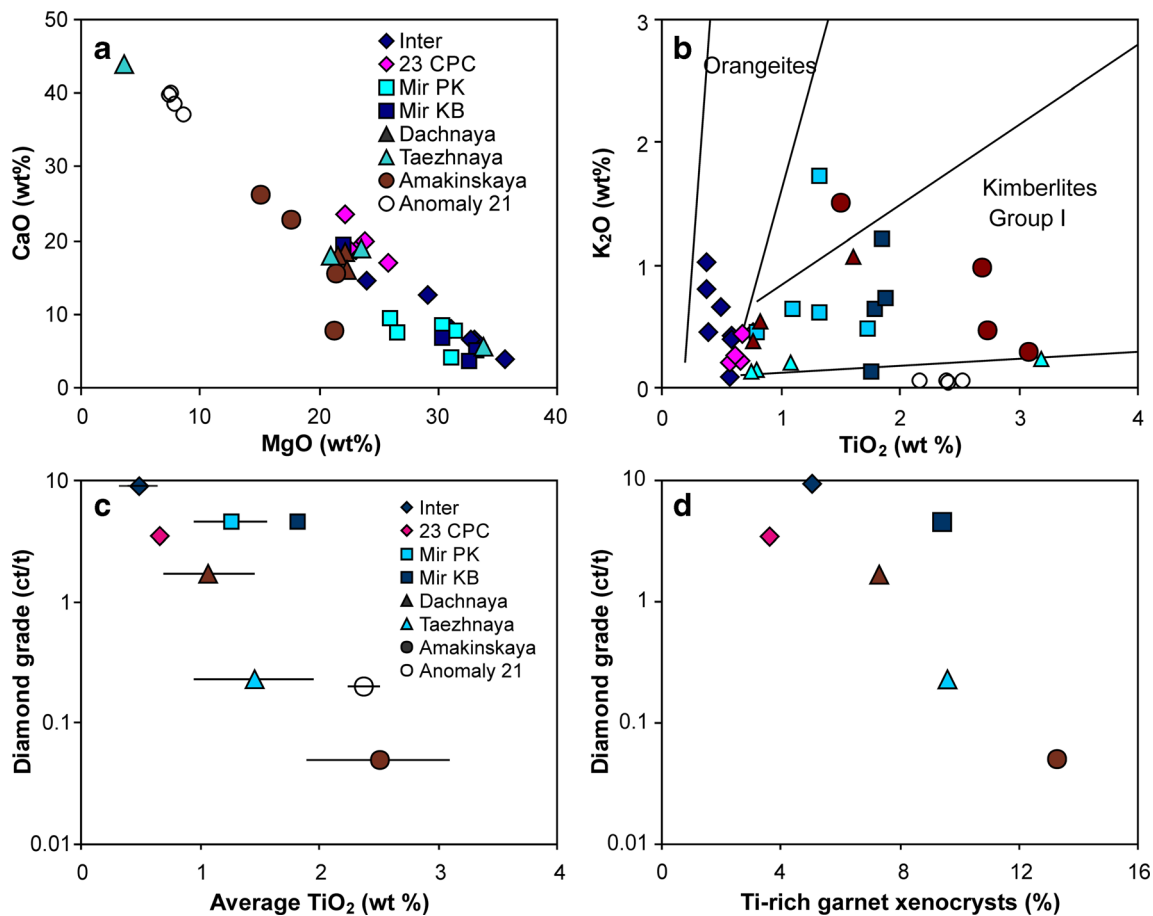 a
50
40
30
20
10
0
CaO (wt%)
0
10
20
30
40
MgO (wt%)
Inter
23 CPC
Mir PK
Mir KB
Dachnaya
Taezhnaya
Amakinskaya
Anomaly 21
b
3
2
1
0
K₂O (wt%)
0
1
2
3
4
TiO₂ (wt %)
Orangeites
Kimberlites
Group I
c
10
1
0.1
0.01
Diamond grade (ct/t)
0
1
2
3
4
Average TiO₂ (wt %)
Inter
23 CPC
Mir PK
Mir KB
Dachnaya
Taezhnaya
Amakinskaya
Anomaly 21
d
10
1
0.1
0.01
Diamond grade (ct/t)
0
4
8
12
16
Ti-rich garnet xenocrysts (%)